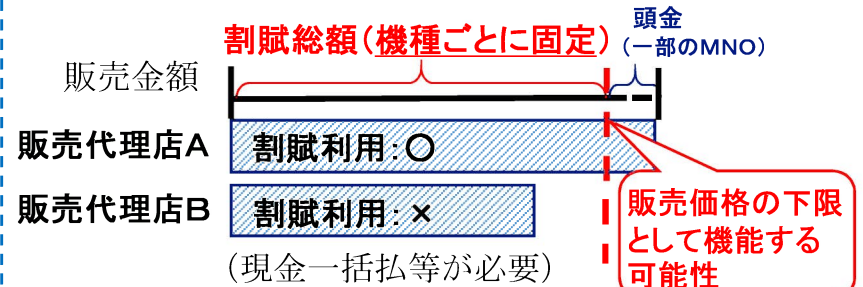 割賦総額（機種ごとに固定）
頭金
（一部のMNO）
販売金額
販売代理店A
割賦利用：〇
販売代理店B
割賦利用：×
（現金一括払等が必要）
販売価格の下限
として機能する
可能性